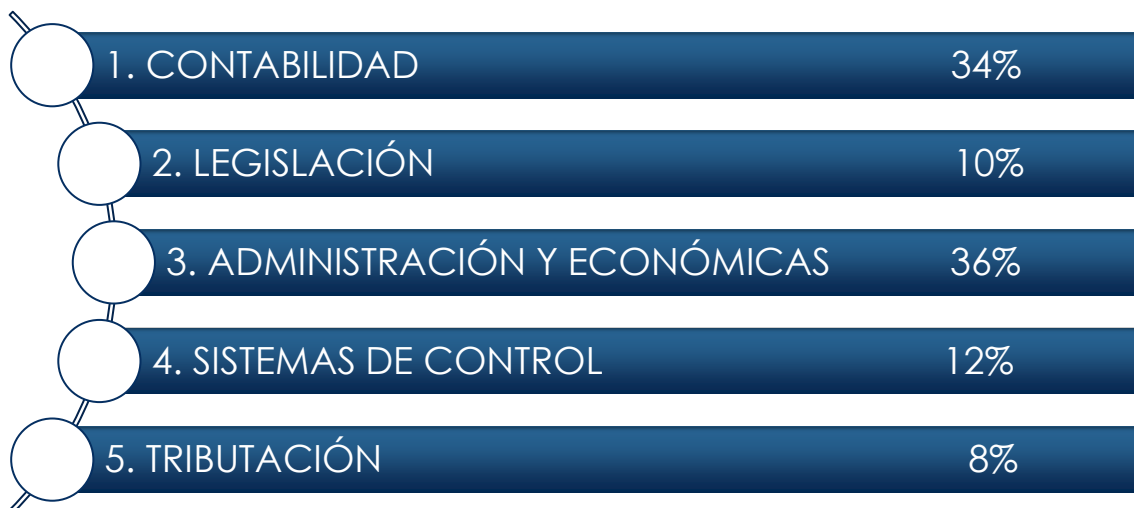 1. CONTABILIDAD 34%
2. LEGISLACIÓN 10%
3. ADMINISTRACIÓN Y ECONÓMICAS 36%
4. SISTEMAS DE CONTROL 12%
5. TRIBUTACIÓN 8%